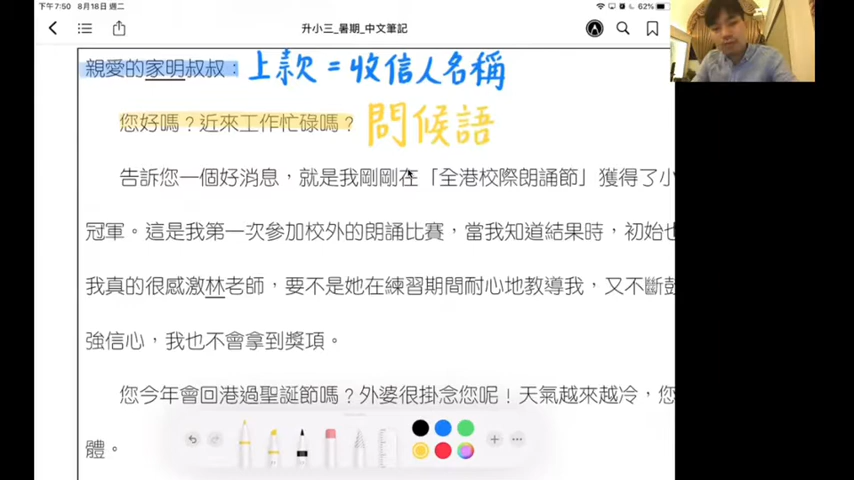 下午7:50 8月18日 週二
升小三_暑期_中文筆記
62%
親愛的家明叔叔： 上款 = 收信人名稱
您好嗎？近來工作忙碌嗎？ 問候語
告訴您一個好消息，就是我剛剛在「全港校際朗誦節」獲得了小
冠軍。這是我第一次參加校外的朗誦比賽，當我知道結果時，初始也
我真的很感激林老師，要不是她在練習期間耐心地教導我，又不斷鼓
強信心，我也不會拿到獎項。
您今年會回港過聖誕節嗎？外婆很掛念您呢！天氣越來越冷，您
體。